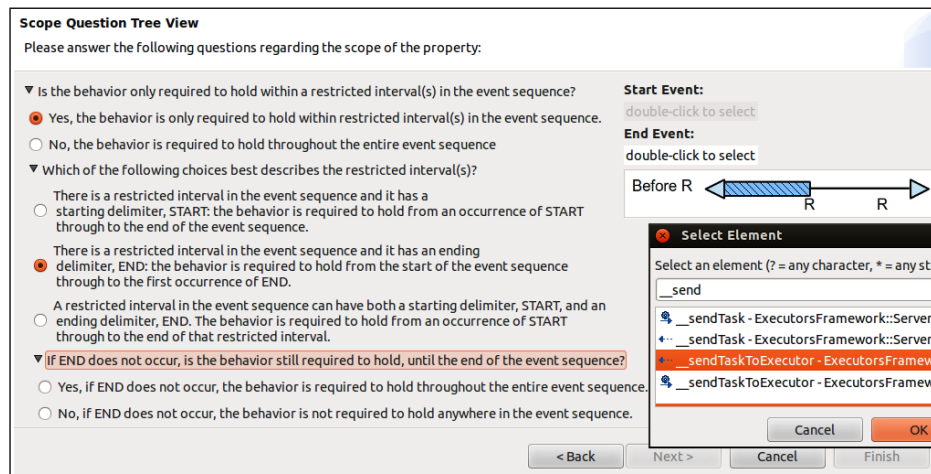 Scope Question Tree View
Please answer the following questions regarding the scope of the property:
Is the behavior only required to hold within a restricted interval(s) in the event sequence?
Yes, the behavior is only required to hold within restricted interval(s) in the event sequence.
No, the behavior is required to hold throughout the entire event sequence
Which of the following choices best describes the restricted interval(s)?
There is a restricted interval in the event sequence and it has a
starting delimiter, START: the behavior is required to hold from an occurrence of START
through to the end of the event sequence.
There is a restricted interval in the event sequence and it has an ending
delimiter, END: the behavior is required to hold from the start of the event sequence
through to the first occurrence of END.
A restricted interval in the event sequence can have both a starting delimiter, START, and an
ending delimiter, END. The behavior is required to hold from an occurrence of START
through to the end of that restricted interval.
If END does not occur, is the behavior still required to hold, until the end of the event sequence?
Yes, if END does not occur, the behavior is required to hold throughout the entire event sequence.
No, if END does not occur, the behavior is not required to hold anywhere in the event sequence.
Start Event:
double-click to select
End Event:
double-click to select
Before R
R R
Select Element
Select an element (? = any character, * = any st
__send
__sendTask - ExecutorsFramework::Server
__sendTask - ExecutorsFramework::Server
__sendTaskToExecutor - ExecutorsFramew
__sendTaskToExecutor - ExecutorsFramew
Cancel OK
< Back Next > Cancel Finish